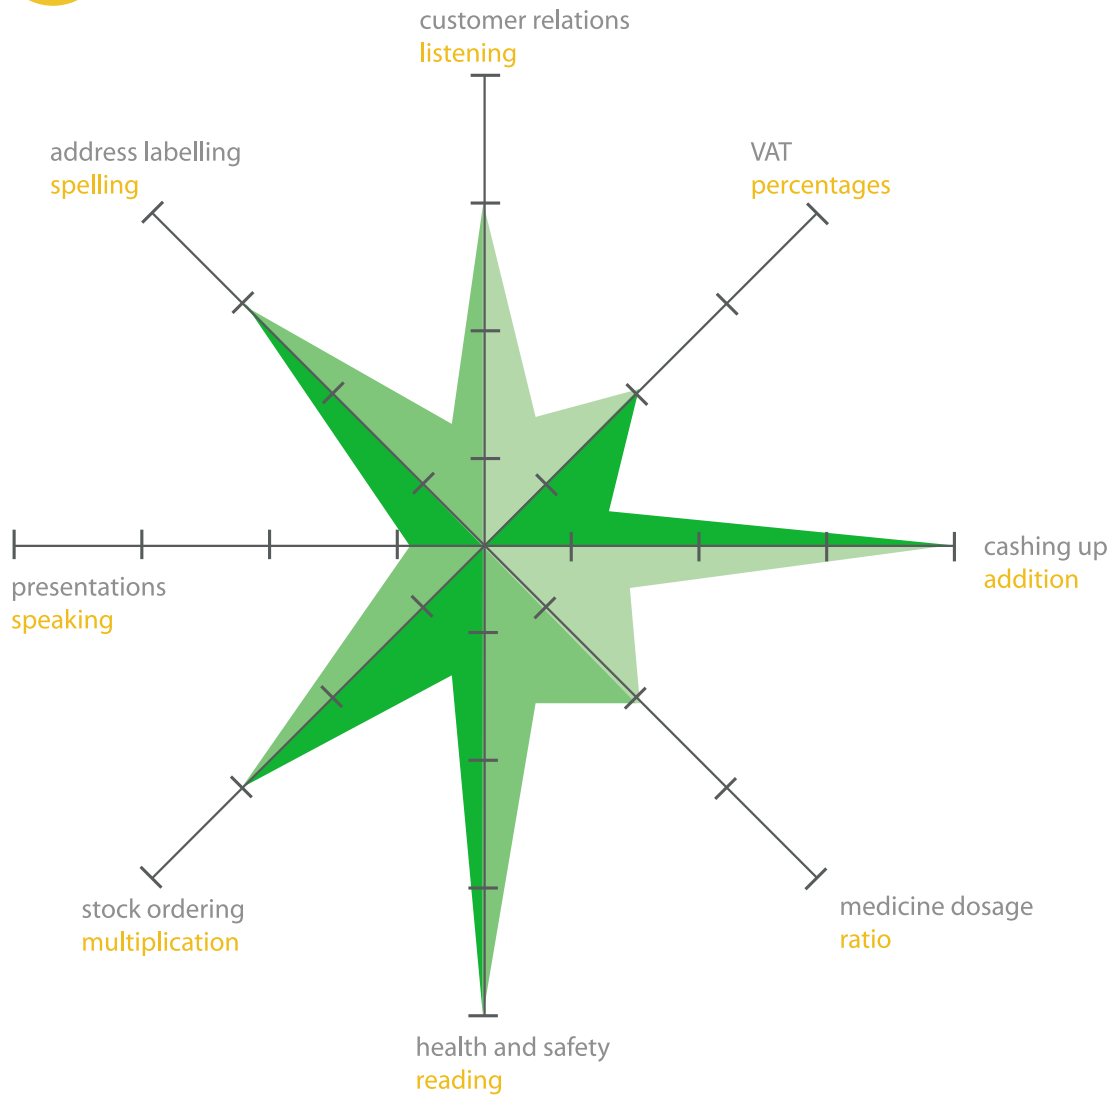 customer relations
listening
address labelling
spelling
VAT
percentages
cashing up
addition
presentations
speaking
stock ordering
multiplication
medicine dosage
ratio
health and safety
reading